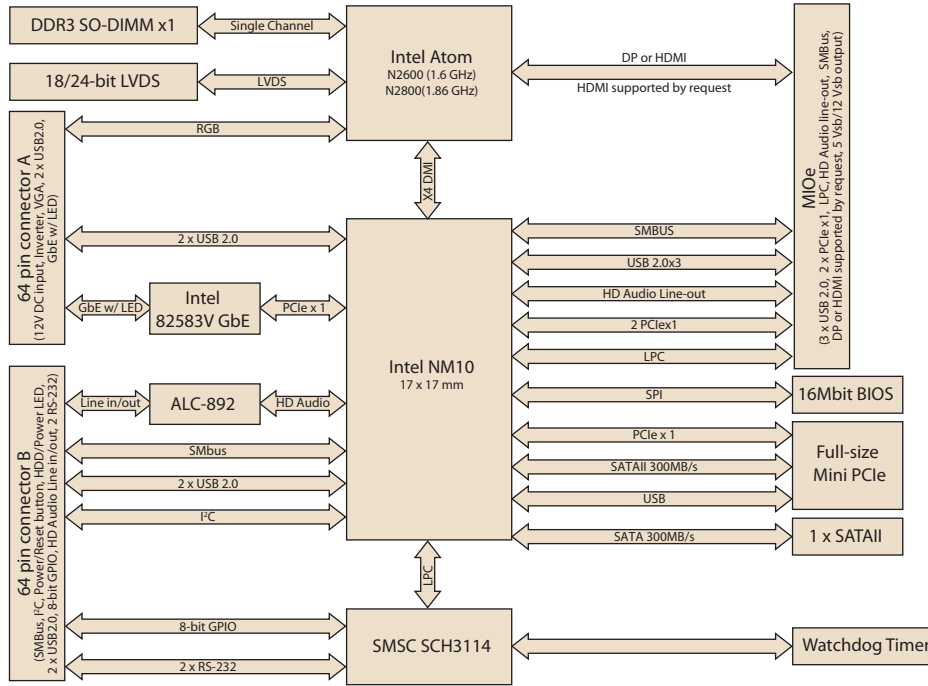 DDR3 SO-DIMM x1
Single Channel
18/24-bit LVDS
LVDS
Intel Atom
N2600 (1.6 GHz)
N2800(1.86 GHz)
DP or HDMI
HDMI supported by request
MIOe
(3 x USB 2.0, 2 x PCIe x1, LPC, HD Audio line-out, SMBus,
DP or HDMI supported by request, 5 Vsb/12 Vsb output)
64 pin connector A
(12V DC input, Inverter, VGA, 2 x USB2.0,
GbE w/ LED)
RGB
X4 DMI
2 x USB 2.0
GbE w/ LED
Intel
82583V GbE
PCIe x 1
Intel NM10
17 x 17 mm
SMBUS
USB 2.0x3
HD Audio Line-out
2 PCIex1
LPC
SPI
16Mbit BIOS
PCIe x 1
SATAII 300MB/s
USB
Full-size
Mini PCIe
SATA 300MB/s
1 x SATAII
64 pin connector B
(SMBus, I²C, Power/Reset button, HDD/Power LED,
2 x USB2.0, 8-bit GPIO, HD Audio Line in/out, 2 RS-232)
Line in/out
ALC-892
HD Audio
SMbus
2 x USB 2.0
I²C
LPC
8-bit GPIO
2 x RS-232
SMSC SCH3114
Watchdog Timer